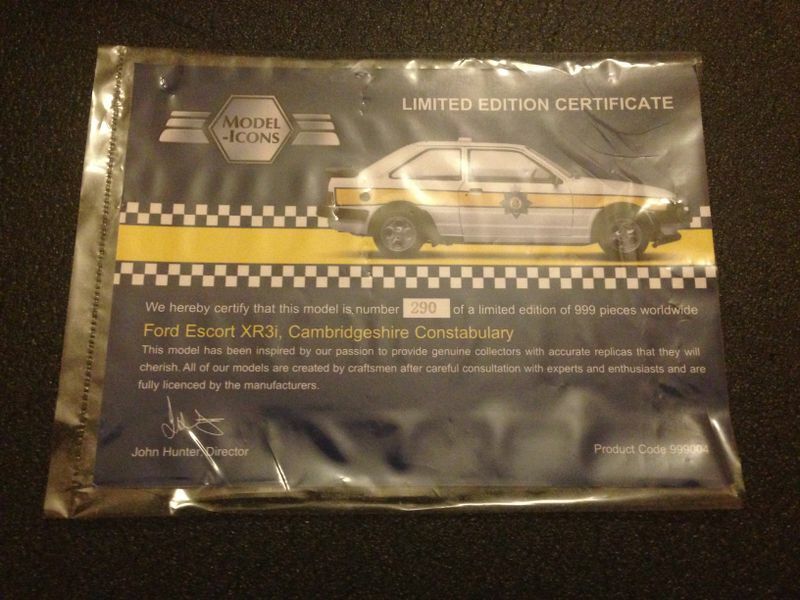 MODEL
-ICONS
LIMITED EDITION CERTIFICATE
We hereby certify that this model is number 290 of a limited edition of 999 pieces worldwide
Ford Escort XR3i, Cambridgeshire Constabulary
This model has been inspired by our passion to provide genuine collectors with accurate replicas that they will
cherish. All of our models are created by craftsmen after careful consultation with experts and enthusiasts and are
fully licenced by the manufacturers.
John Hunter, Director
Product Code 999004